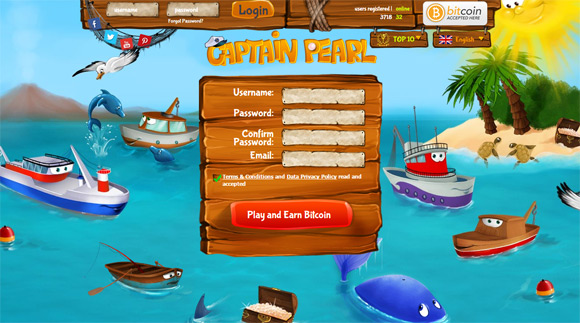 username
password
Login
Forgot Password?
users registered | online
3718 32
bitcoin
ACCEPTED HERE
TOP 10
English
CAPTAIN PEARL
Username:
Password:
Confirm
Password:
Email:
Terms & Conditions and Data Privacy Policy read and
accepted
Play and Earn Bitcoin